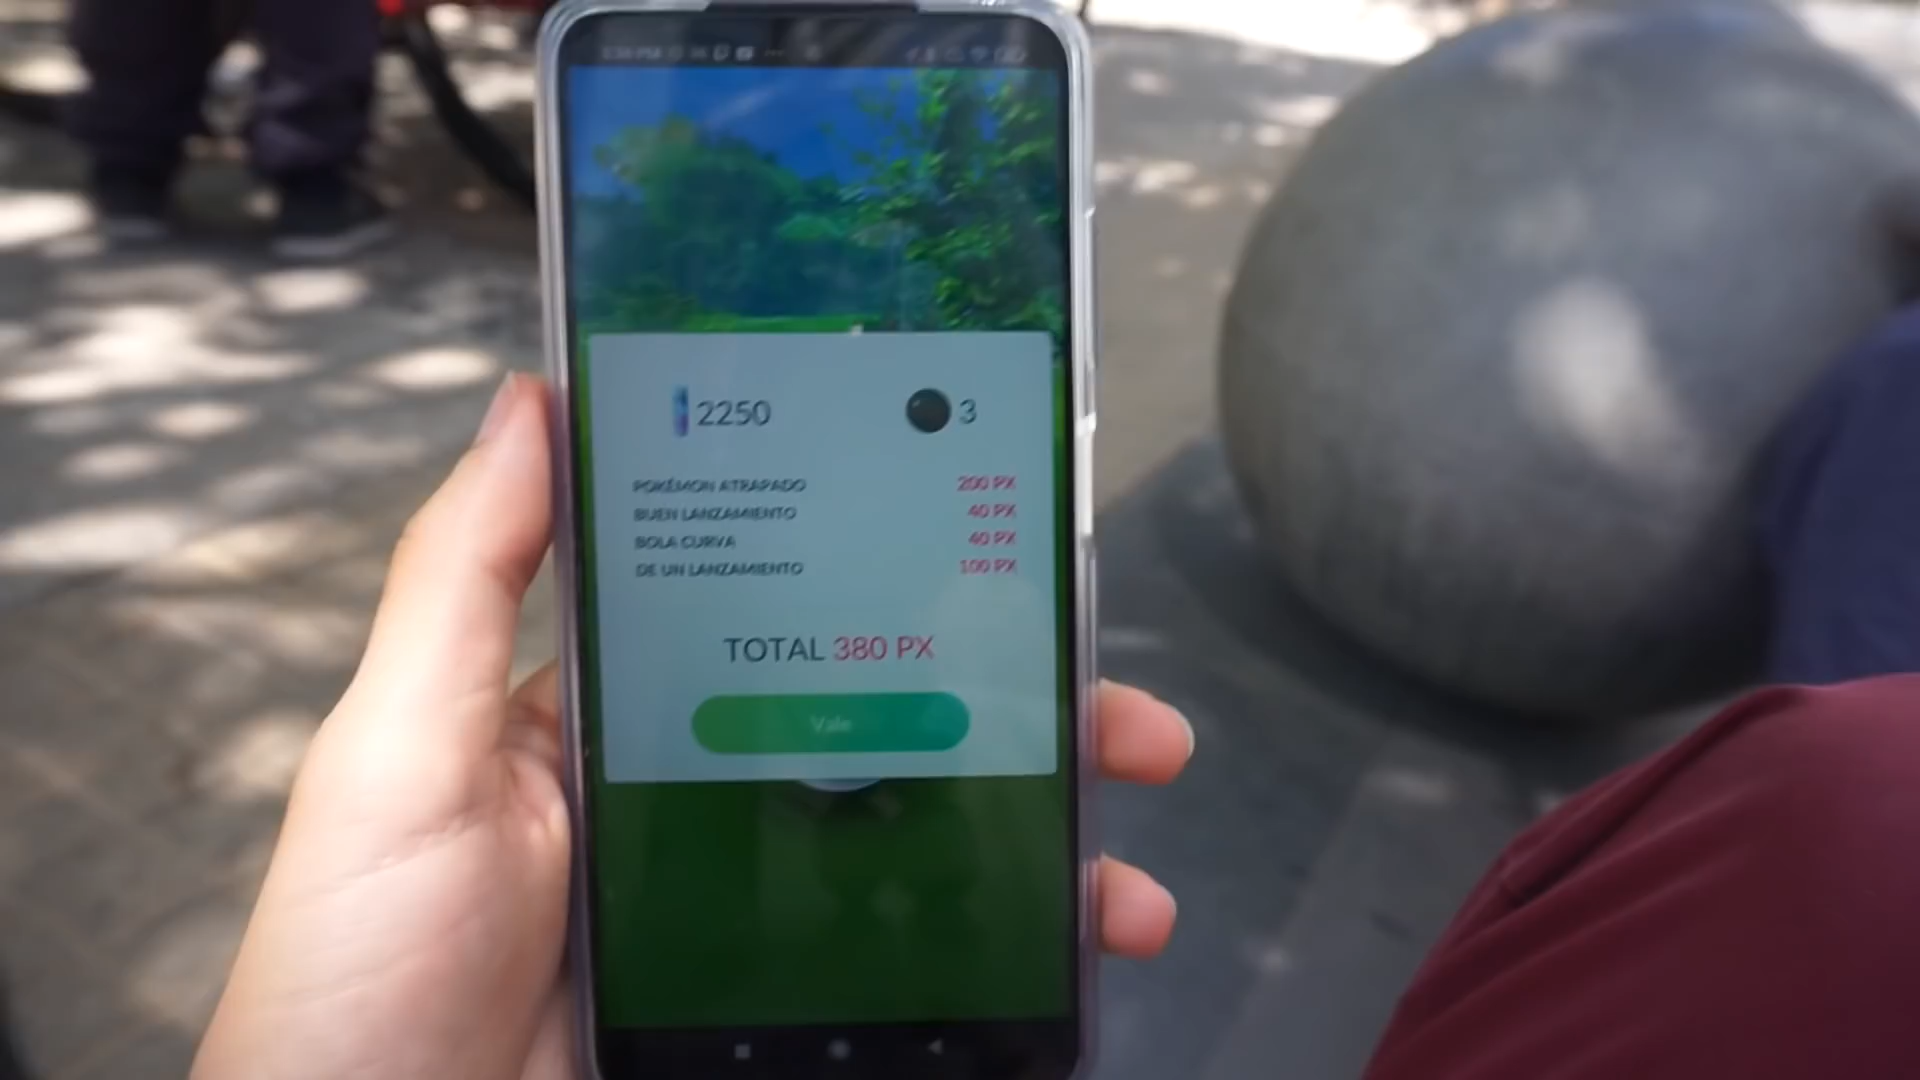 2250 3
POKÉMON ATRAPADO 200 PX
BUEN LANZAMIENTO 40 PX
BOLA CURVA 40 PX
DE UN LANZAMIENTO 100 PX
TOTAL 380 PX
Vale